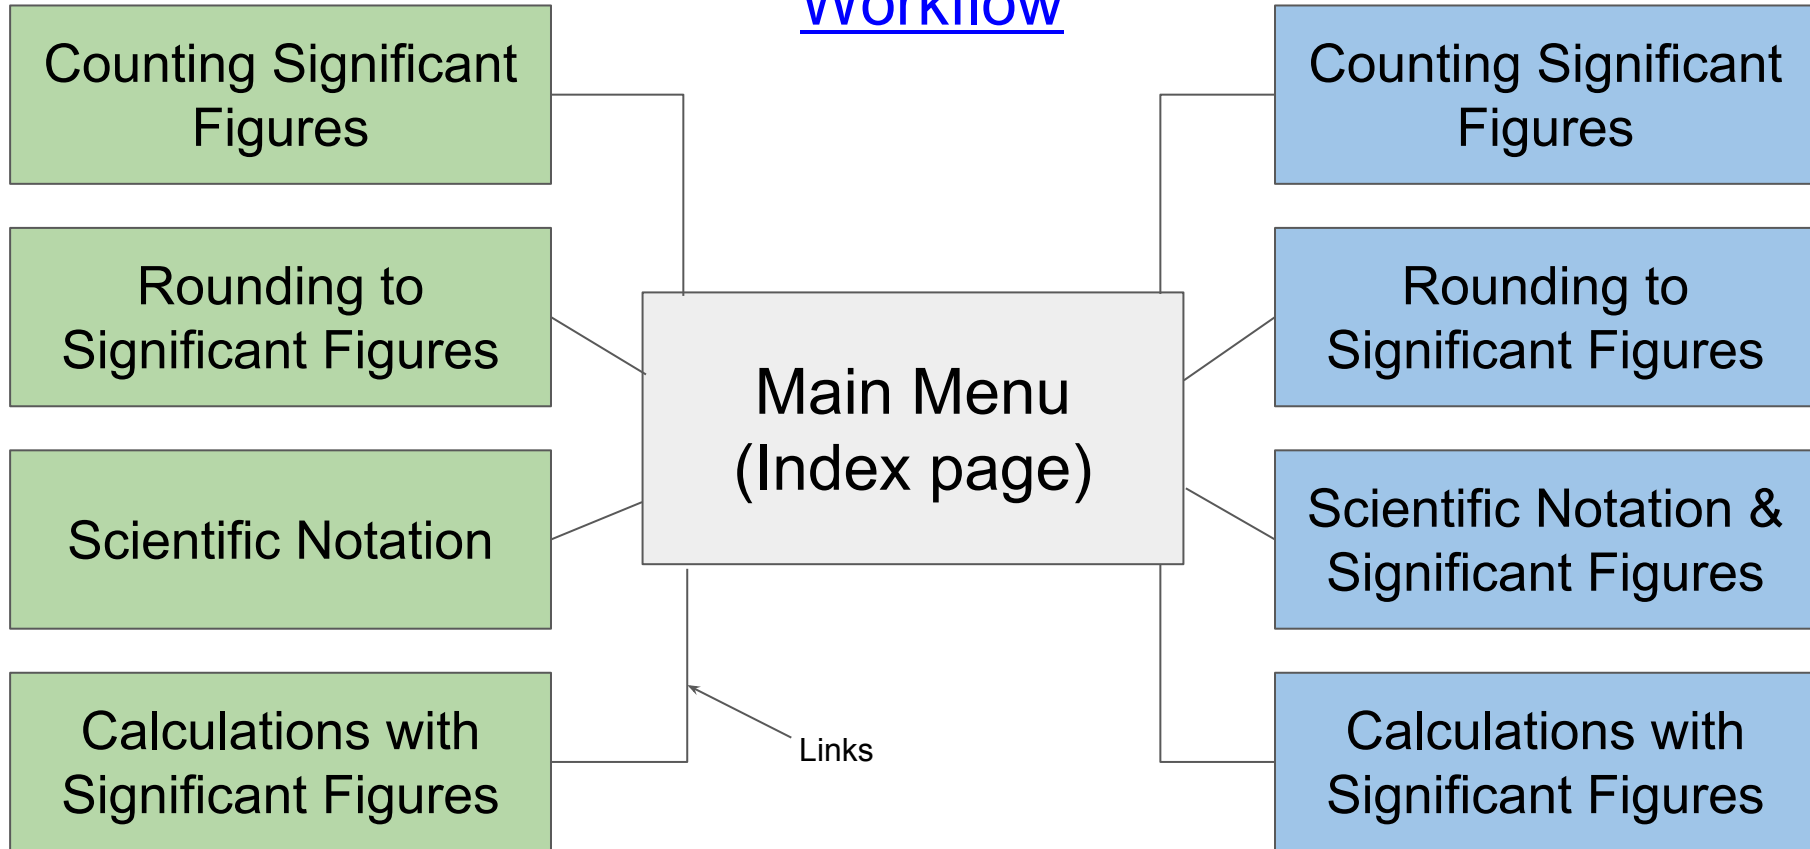 Workflow
Counting Significant
Figures
Rounding to
Significant Figures
Scientific Notation
Calculations with
Significant Figures
Main Menu
(Index page)
Links
Counting Significant
Figures
Rounding to
Significant Figures
Scientific Notation &
Significant Figures
Calculations with
Significant Figures